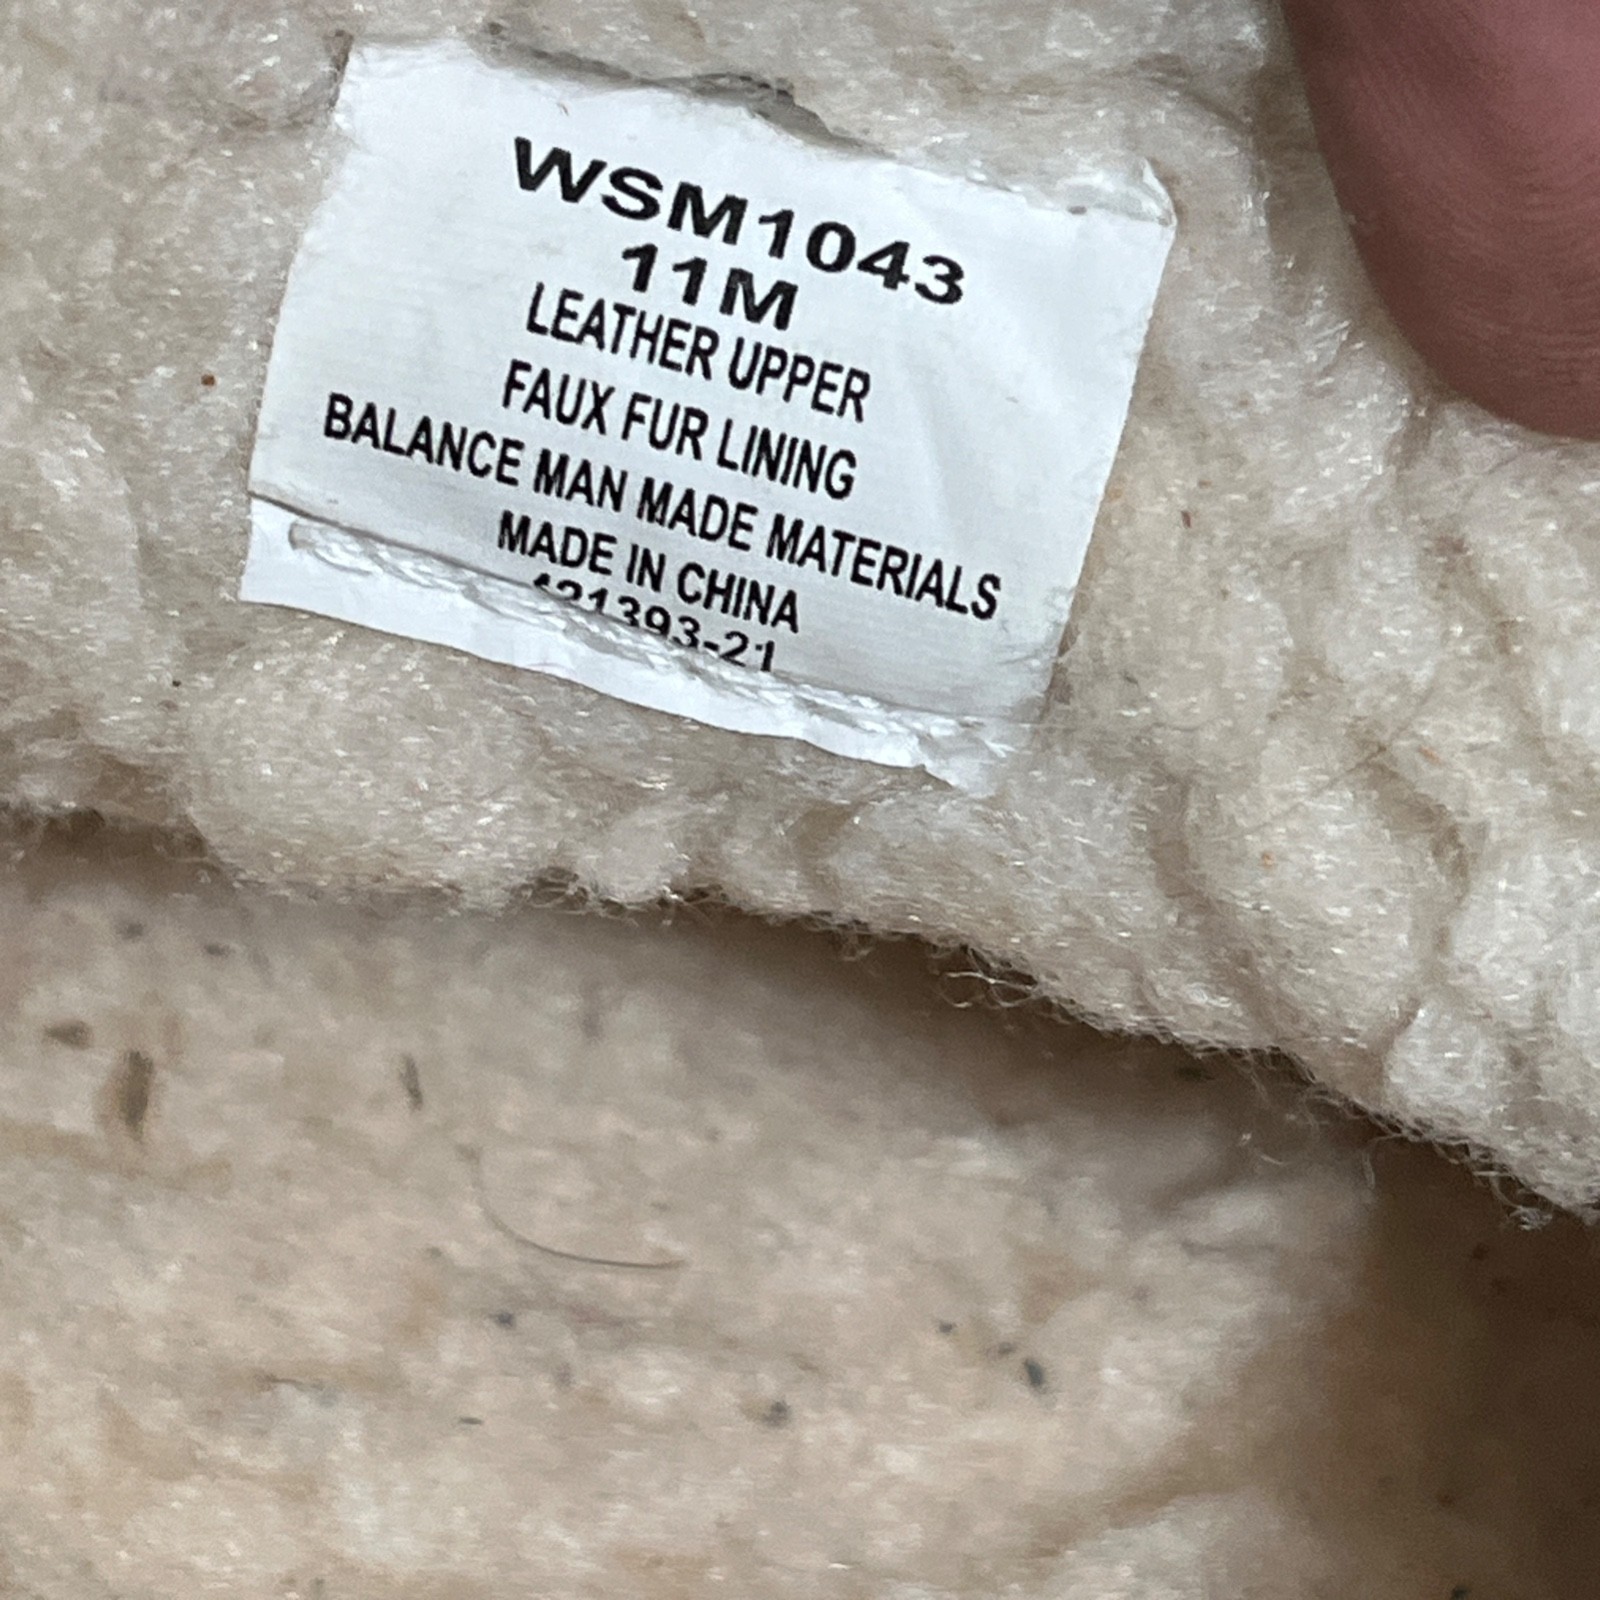 WSM1043
11M
LEATHER UPPER
FAUX FUR LINING
BALANCE MAN MADE MATERIALS
MADE IN CHINA